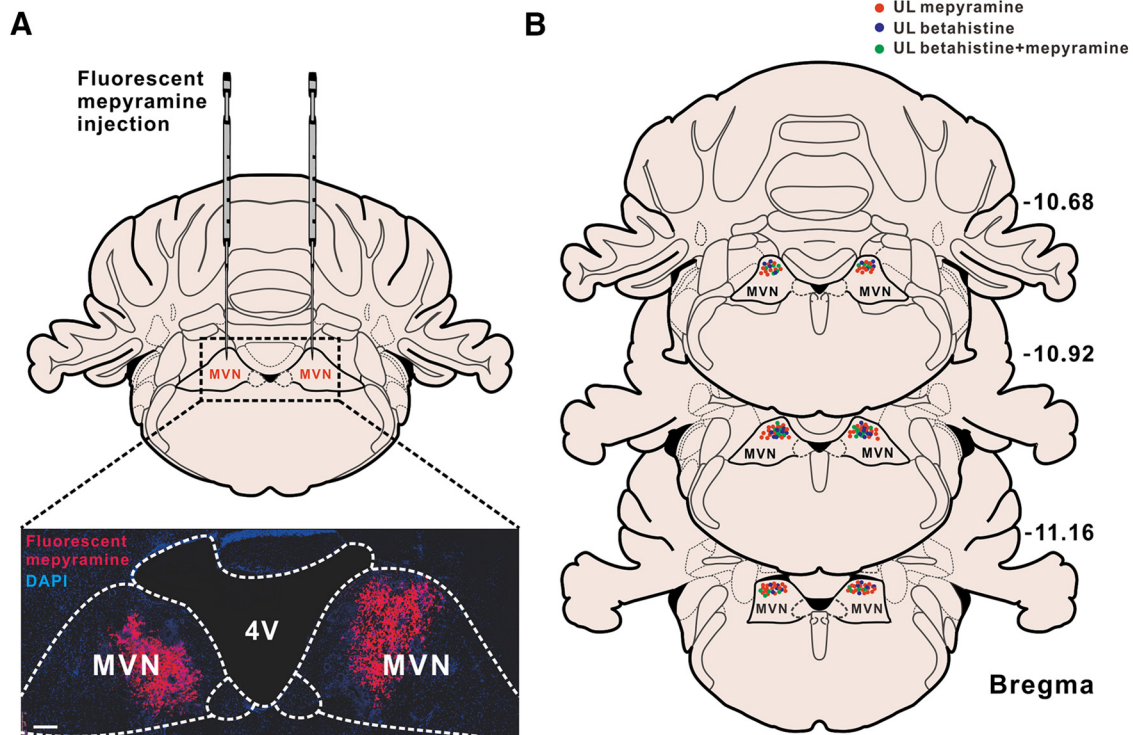 A
Fluorescent
mepyramine
injection
MVN
MVN
Fluorescent
mepyramine
DAPI
4V
MVN
MVN
B
UL mepyramine
UL betahistine
UL betahistine+mepyramine
-10.68
MVN
MVN
-10.92
MVN
MVN
-11.16
MVN
MVN
Bregma